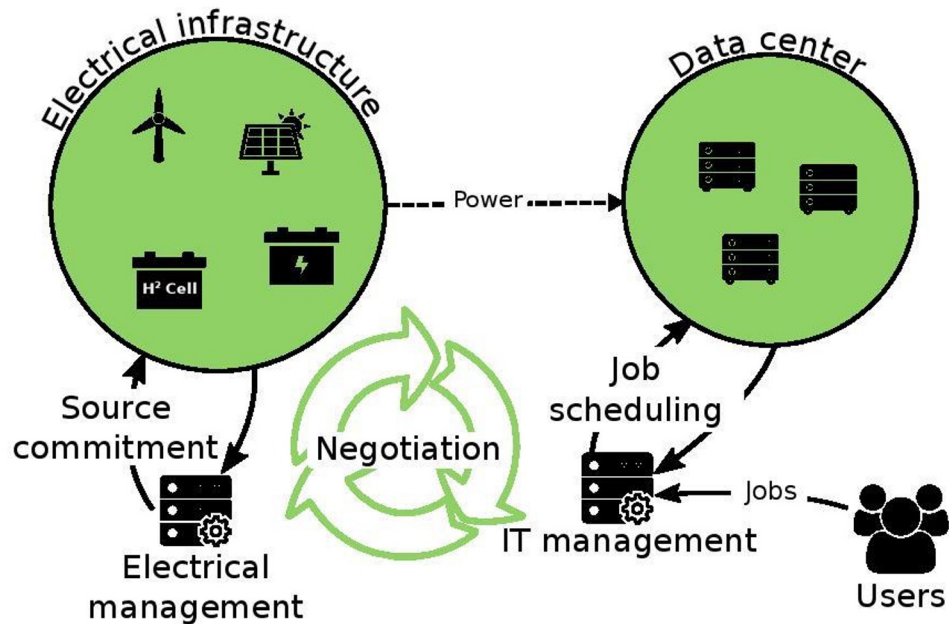 Electrical infrastructure
Data center
Power
H² Cell
Source
commitment
Job
scheduling
Negotiation
Jobs
IT management
Electrical
management
Users